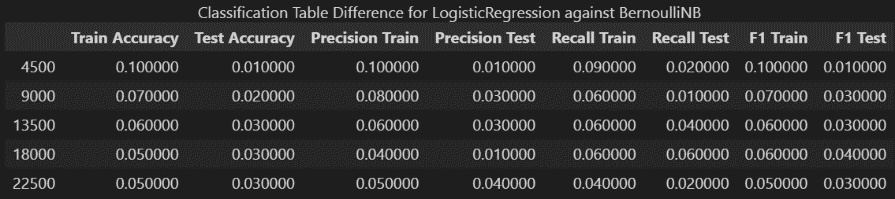 Classification Table Difference for LogisticRegression against BernoulliNB
Train Accuracy Test Accuracy Precision Train Precision Test Recall Train Recall Test F1 Train F1 Test
4500 0.100000 0.010000 0.100000 0.010000 0.090000 0.020000 0.100000 0.010000
9000 0.070000 0.020000 0.080000 0.030000 0.060000 0.010000 0.070000 0.030000
13500 0.060000 0.030000 0.060000 0.030000 0.060000 0.040000 0.060000 0.030000
18000 0.050000 0.030000 0.040000 0.010000 0.060000 0.060000 0.060000 0.040000
22500 0.050000 0.030000 0.050000 0.040000 0.040000 0.020000 0.050000 0.030000